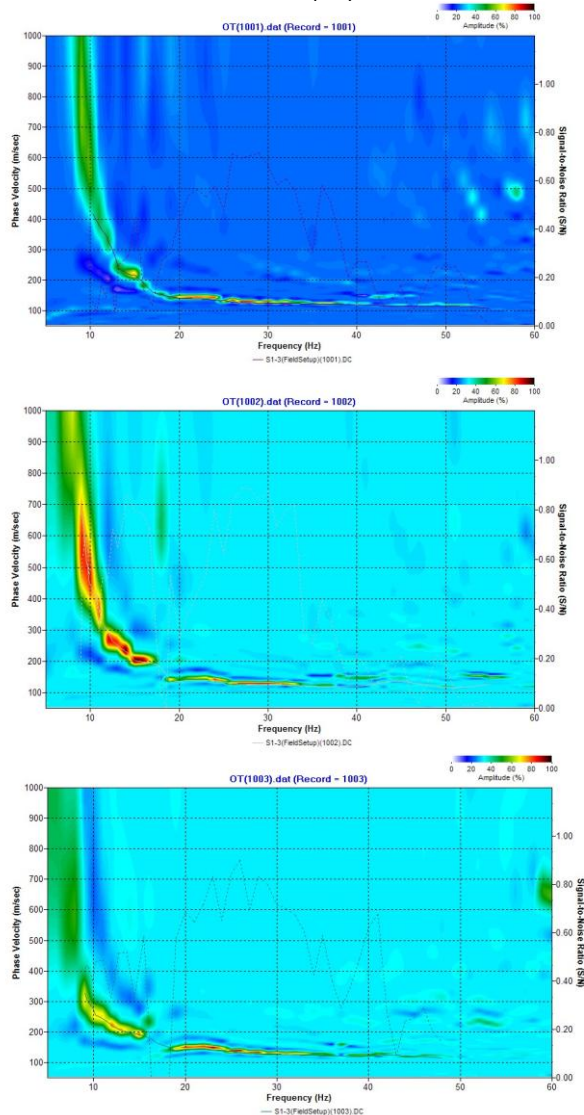 0 20 40 60 80 100
Amplitude (%)
OT(1001).dat (Record = 1001)
1000
900
800
700
600
500
400
300
200
100
Phase Velocity (m/sec)
1.00
0.80
0.60
0.40
0.20
0.00
Signal-to-Noise Ratio (S/N)
10 20 30 40 50 60
Frequency (Hz)
S1-3(FieldSetup)(1001).DC
0 20 40 60 80 100
Amplitude (%)
OT(1002).dat (Record = 1002)
1000
900
800
700
600
500
400
300
200
100
Phase Velocity (m/sec)
1.00
0.80
0.60
0.40
0.20
0.00
Signal-to-Noise Ratio (S/N)
10 20 30 40 50 60
Frequency (Hz)
S1-3(FieldSetup)(1002).DC
0 20 40 60 80 100
Amplitude (%)
OT(1003).dat (Record = 1003)
1000
900
800
700
600
500
400
300
200
100
Phase Velocity (m/sec)
1.00
0.80
0.60
0.40
0.20
0.00
Signal-to-Noise Ratio (S/N)
10 20 30 40 50 60
Frequency (Hz)
S1-3(FieldSetup)(1003).DC